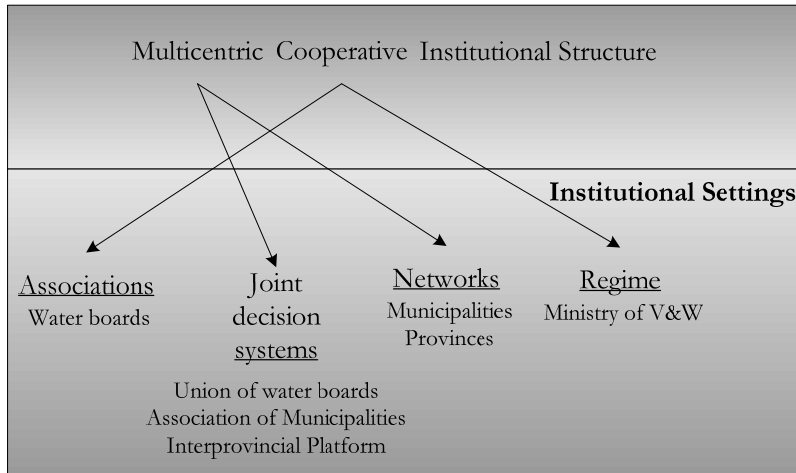 Multicentric Cooperative Institutional Structure
Institutional Settings
Associations
Water boards
Joint
decision
systems
Union of water boards
Association of Municipalities
Interprovincial Platform
Networks
Municipalities
Provinces
Regime
Ministry of V&W